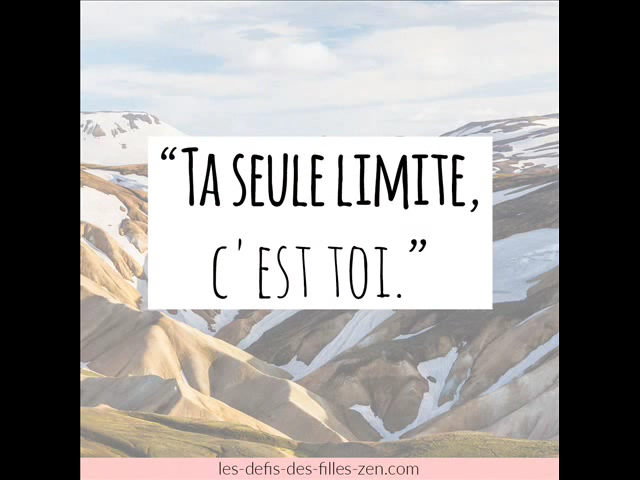 “TA SEULE LIMITE,
C'EST TOI.”
les-defis-des-filles-zen.com